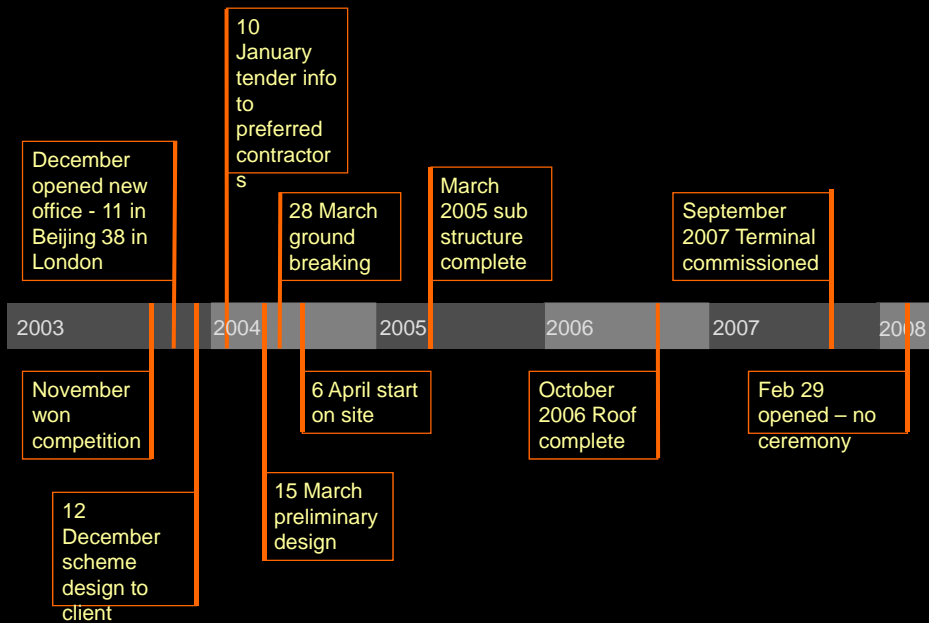 10
January
tender info
to
preferred
contractor
s
December
opened new
office - 11 in
Beijing 38 in
London
28 March
ground
breaking
March
2005 sub
structure
complete
September
2007 Terminal
commissioned
2003
2004
2005
2006
2007
2008
November
won
competition
6 April start
on site
October
2006 Roof
complete
Feb 29
opened – no
ceremony
15 March
preliminary
design
12
December
scheme
design to
client